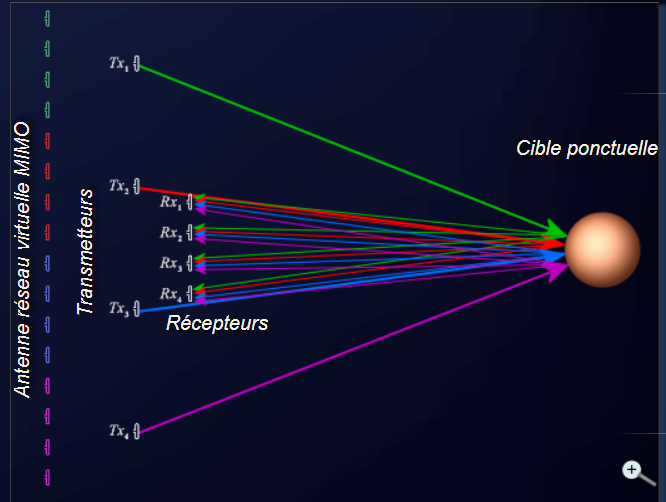 Tx₁
Cible ponctuelle
Antenne réseau virtuelle MIMO
Transmetteurs
Tx₂
Rx₁
Rx₂
Rx₃
Rx₄
Tx₃
Récepteurs
Tx₄